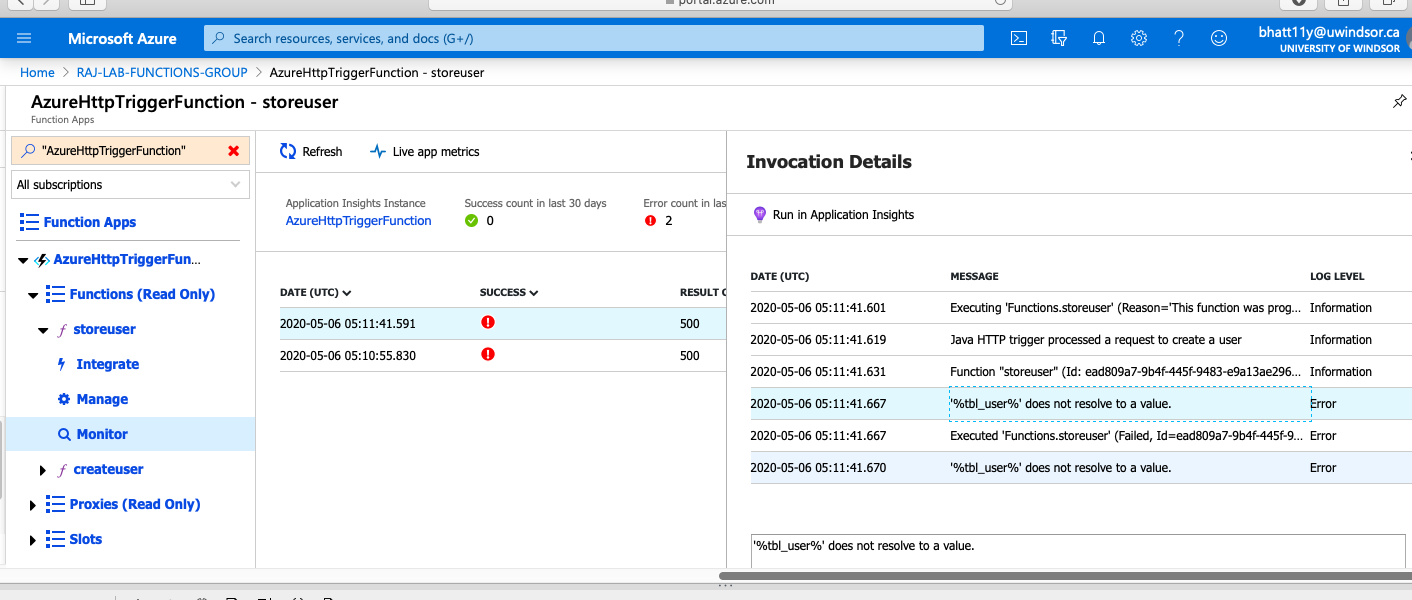 portal.azure.com
Microsoft Azure
Search resources, services, and docs (G+/)
bhatt11y@uwindsor.ca
UNIVERSITY OF WINDSOR
Home > RAJ-LAB-FUNCTIONS-GROUP > AzureHttpTriggerFunction - storeuser
AzureHttpTriggerFunction - storeuser
Function Apps
"AzureHttpTriggerFunction"
All subscriptions
Function Apps
AzureHttpTriggerFun...
Functions (Read Only)
storeuser
Integrate
Manage
Monitor
createuser
Proxies (Read Only)
Slots
Refresh
Live app metrics
Application Insights Instance
AzureHttpTriggerFunction
Success count in last 30 days
0
Error count in las
2
DATE (UTC) SUCCESS RESULT C
2020-05-06 05:11:41.591 500
2020-05-06 05:10:55.830 500
Invocation Details
Run in Application Insights
DATE (UTC) MESSAGE LOG LEVEL
2020-05-06 05:11:41.601 Executing 'Functions.storeuser' (Reason='This function was prog... Information
2020-05-06 05:11:41.619 Java HTTP trigger processed a request to create a user Information
2020-05-06 05:11:41.631 Function "storeuser" (Id: ead809a7-9b4f-445f-9483-e9a13ae296... Information
2020-05-06 05:11:41.667 '%tbl_user%' does not resolve to a value. Error
2020-05-06 05:11:41.667 Executed 'Functions.storeuser' (Failed, Id=ead809a7-9b4f-445f-9... Error
2020-05-06 05:11:41.670 '%tbl_user%' does not resolve to a value. Error
'%tbl_user%' does not resolve to a value.